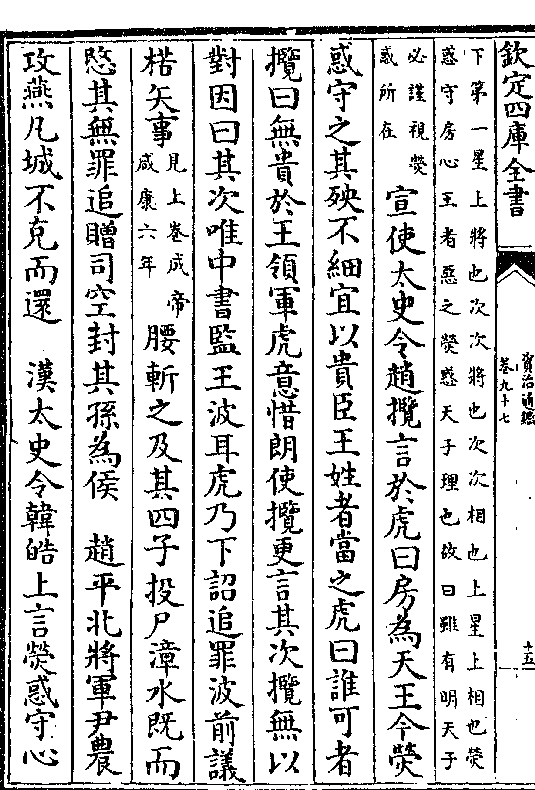 欽定四庫全書
資治通鑑
卷九十七
十五
下第一星上將也次次將也次次相也上星上相也熒
惑守房心王者惡之熒惑天子理也故曰雖有明天子
必謹視熒
惑所在
宣使太史令趙攬言於虎曰房為天王今熒
惑守之其殃不細宜以貴臣王姓者當之虎曰誰可者
攬曰無貴於王領軍虎意惜朗使攬更言其次攬無以
對因曰其次唯中書監王波耳虎乃下詔追罪波前議
楛矢事
見上卷成帝
咸康六年
腰斬之及其四子投尸漳水既而
愍其無罪追贈司空封其孫為侯 趙平北將軍尹農
攻燕凡城不克而還 漢太史令韓皓上言熒惑守心